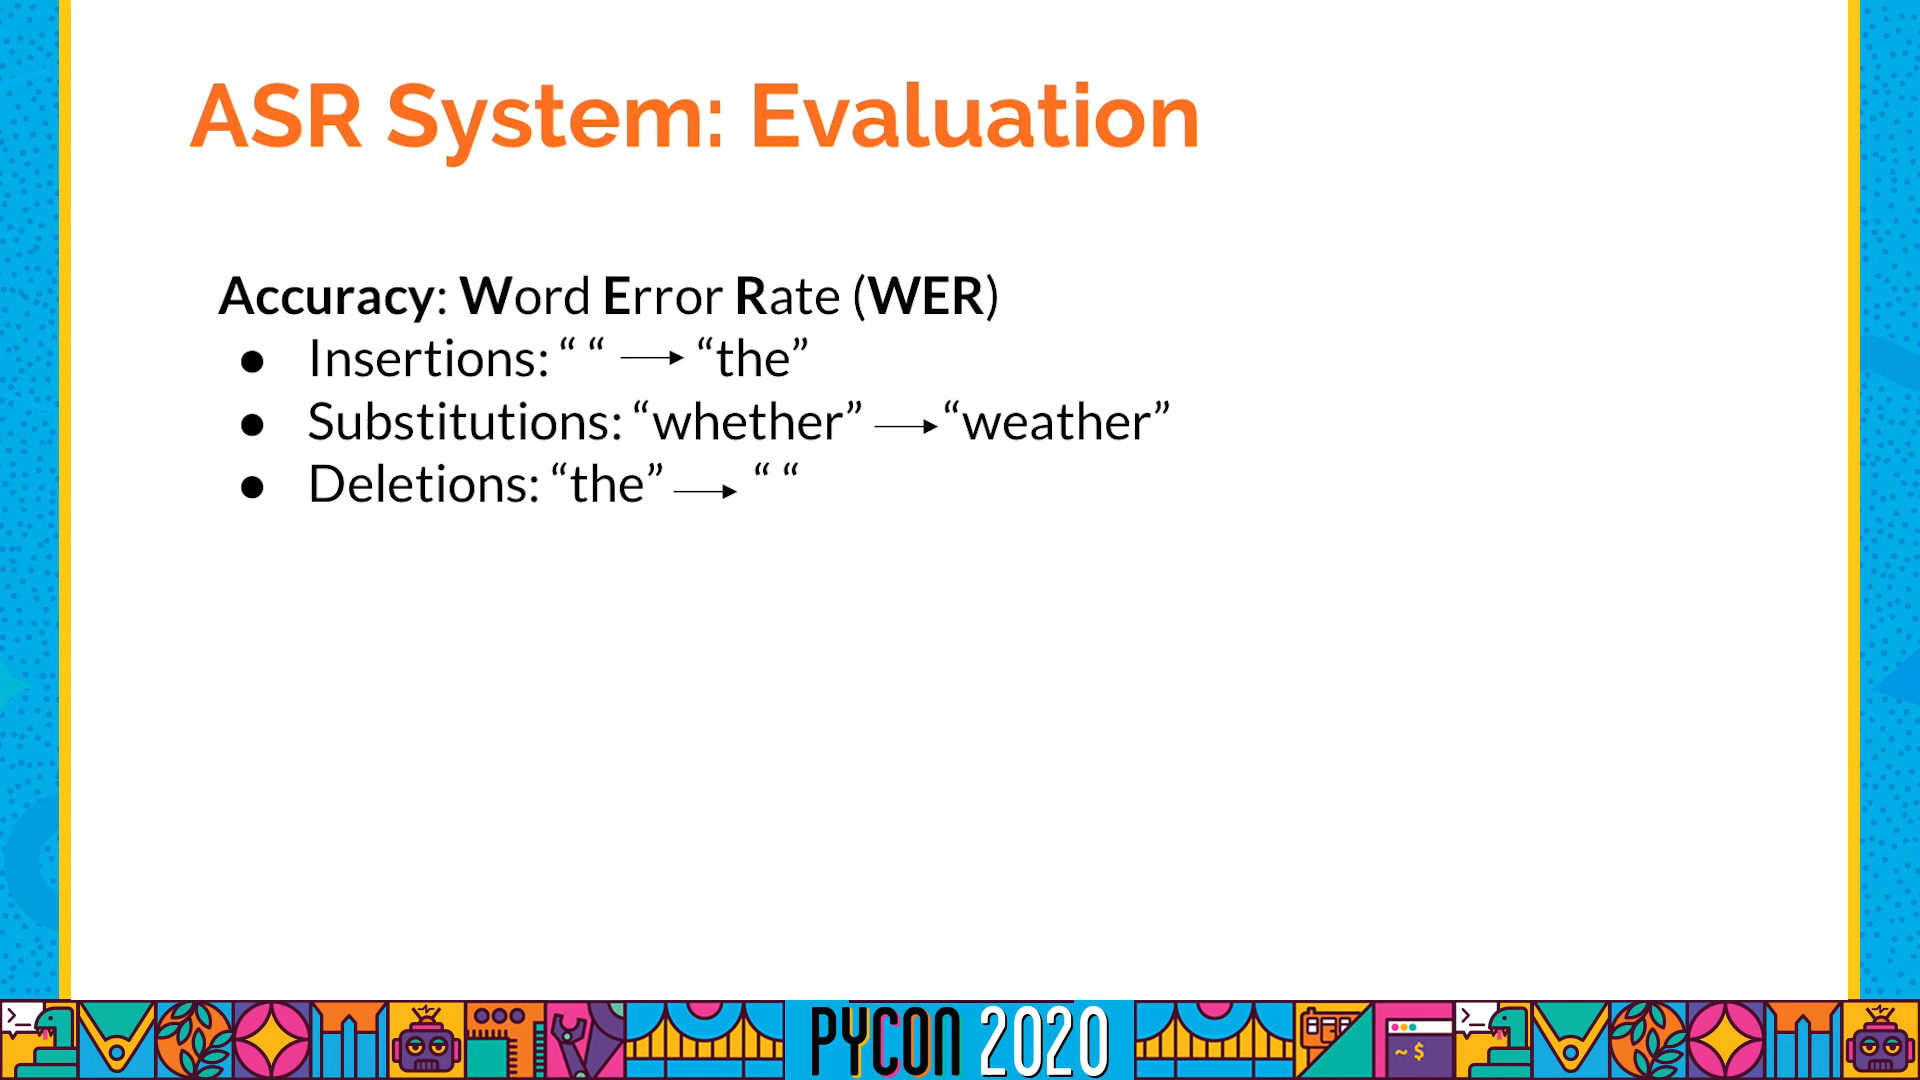 ASR System: Evaluation
Accuracy: Word Error Rate (WER)
● Insertions: “ “ ⟶ “the”
● Substitutions: “whether” ⟶ “weather”
● Deletions: “the” ⟶ “ “
PYCON 2020
~ $